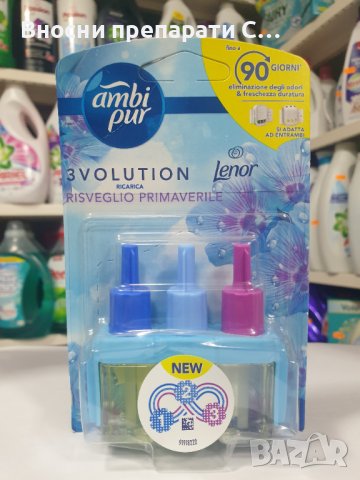 Вносни препарати С...
fino a
90 GIORNI
eliminazione degli odori
& freschezza duratura
SI ADATTA
AD ENTRAMBI
ambi
pur
3VOLUTION
RICARICA
Lenor
RISVEGLIO PRIMAVERILE
NEW
1 2 3
BAZAR